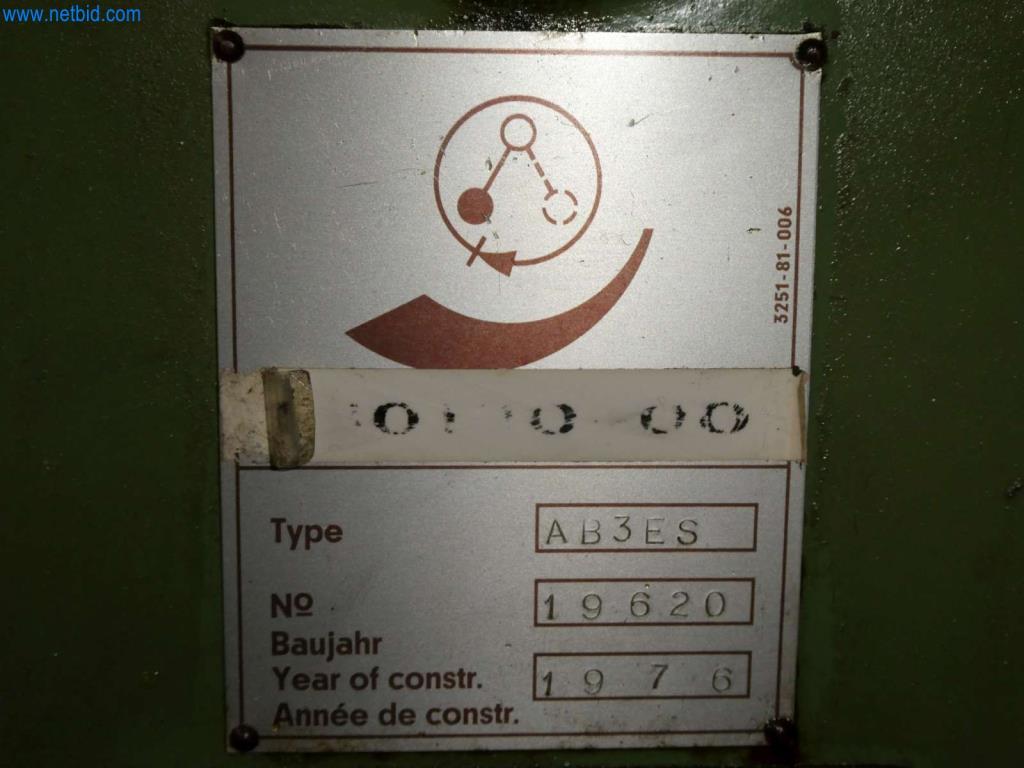 www.netbid.com
3251-81-006
Type AB3ES
Nº 19620
Baujahr
Year of constr. 1976
Année de constr.